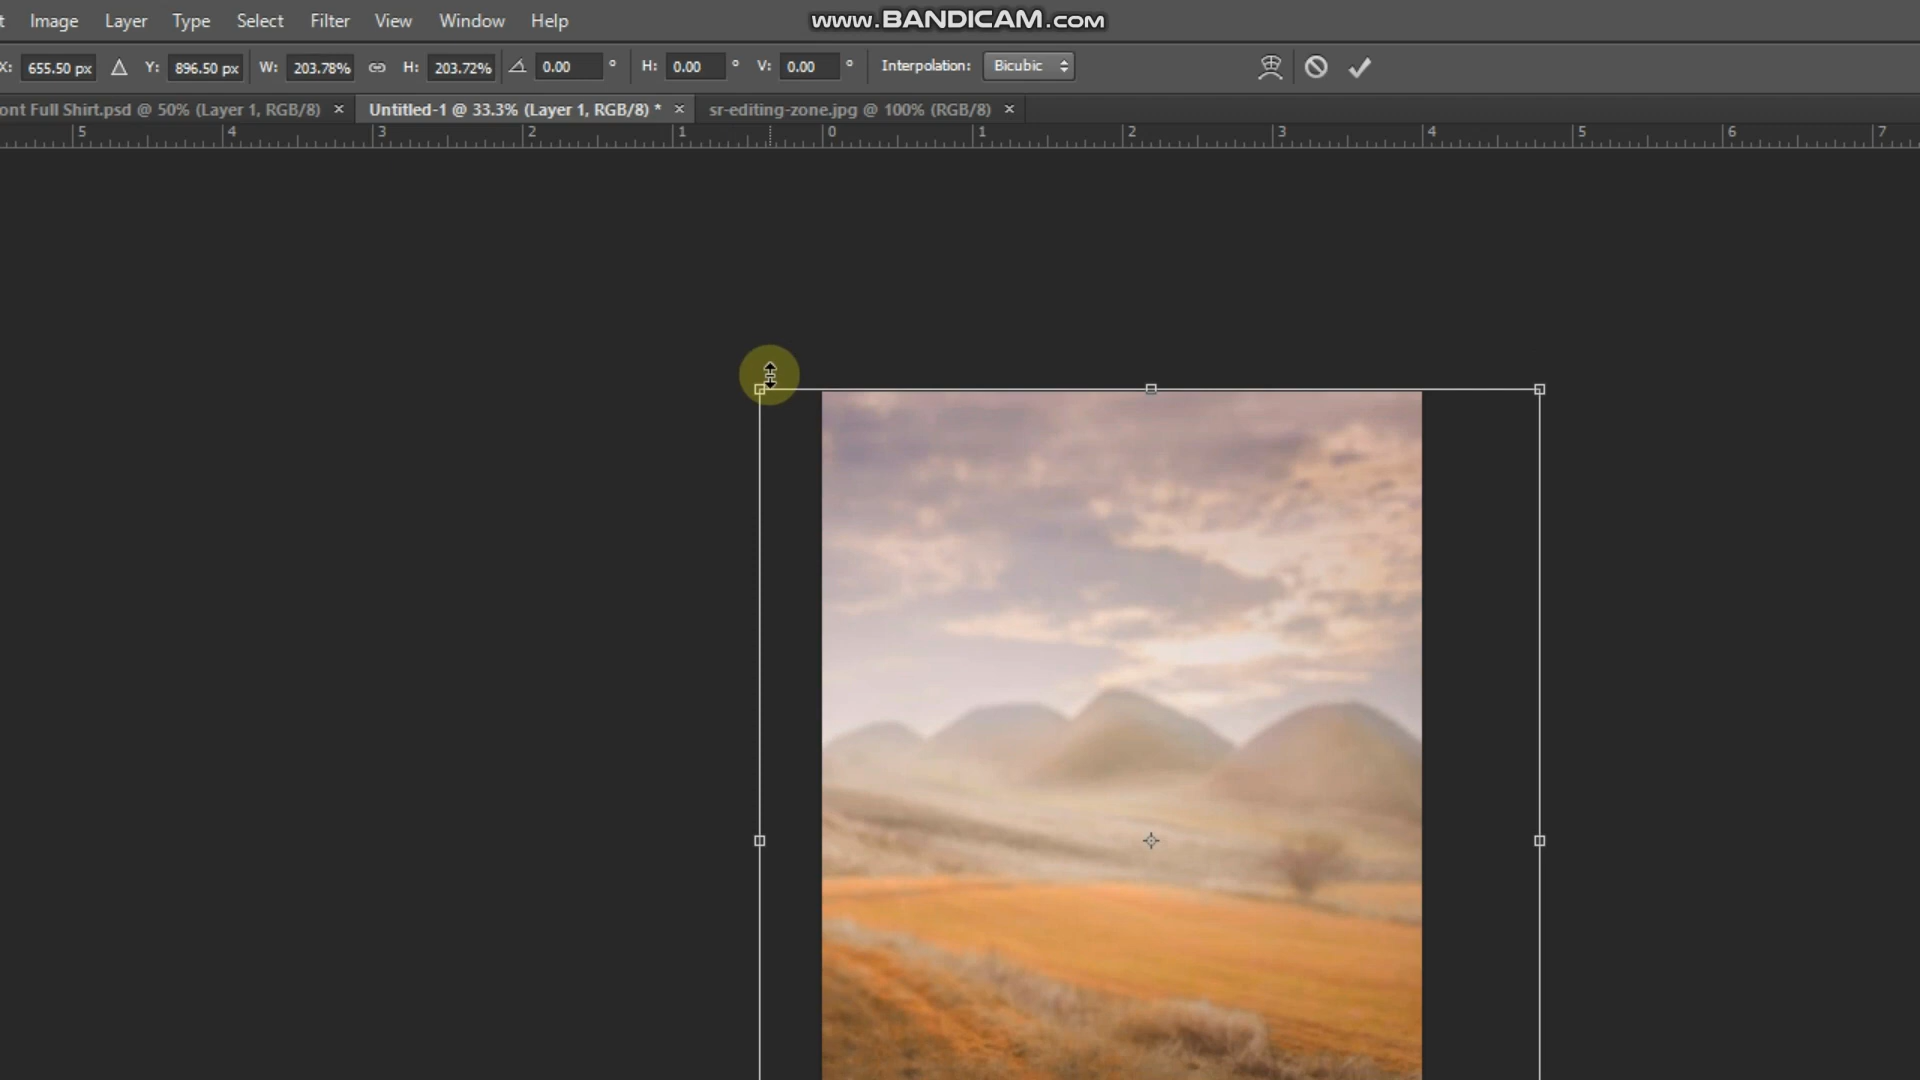 Image Layer Type Select Filter View Window Help
www.BANDICAM.com
X: 655.50 px Y: 896.50 px W: 203.78% H: 203.72% 0.00 ° H: 0.00 ° V: 0.00 ° Interpolation: Bicubic
ont Full Shirt.psd @ 50% (Layer 1, RGB/8) × Untitled-1 @ 33.3% (Layer 1, RGB/8) * × sr-editing-zone.jpg @ 100% (RGB/8) ×
5 4 3 2 1 0 1 2 3 4 5 6 7